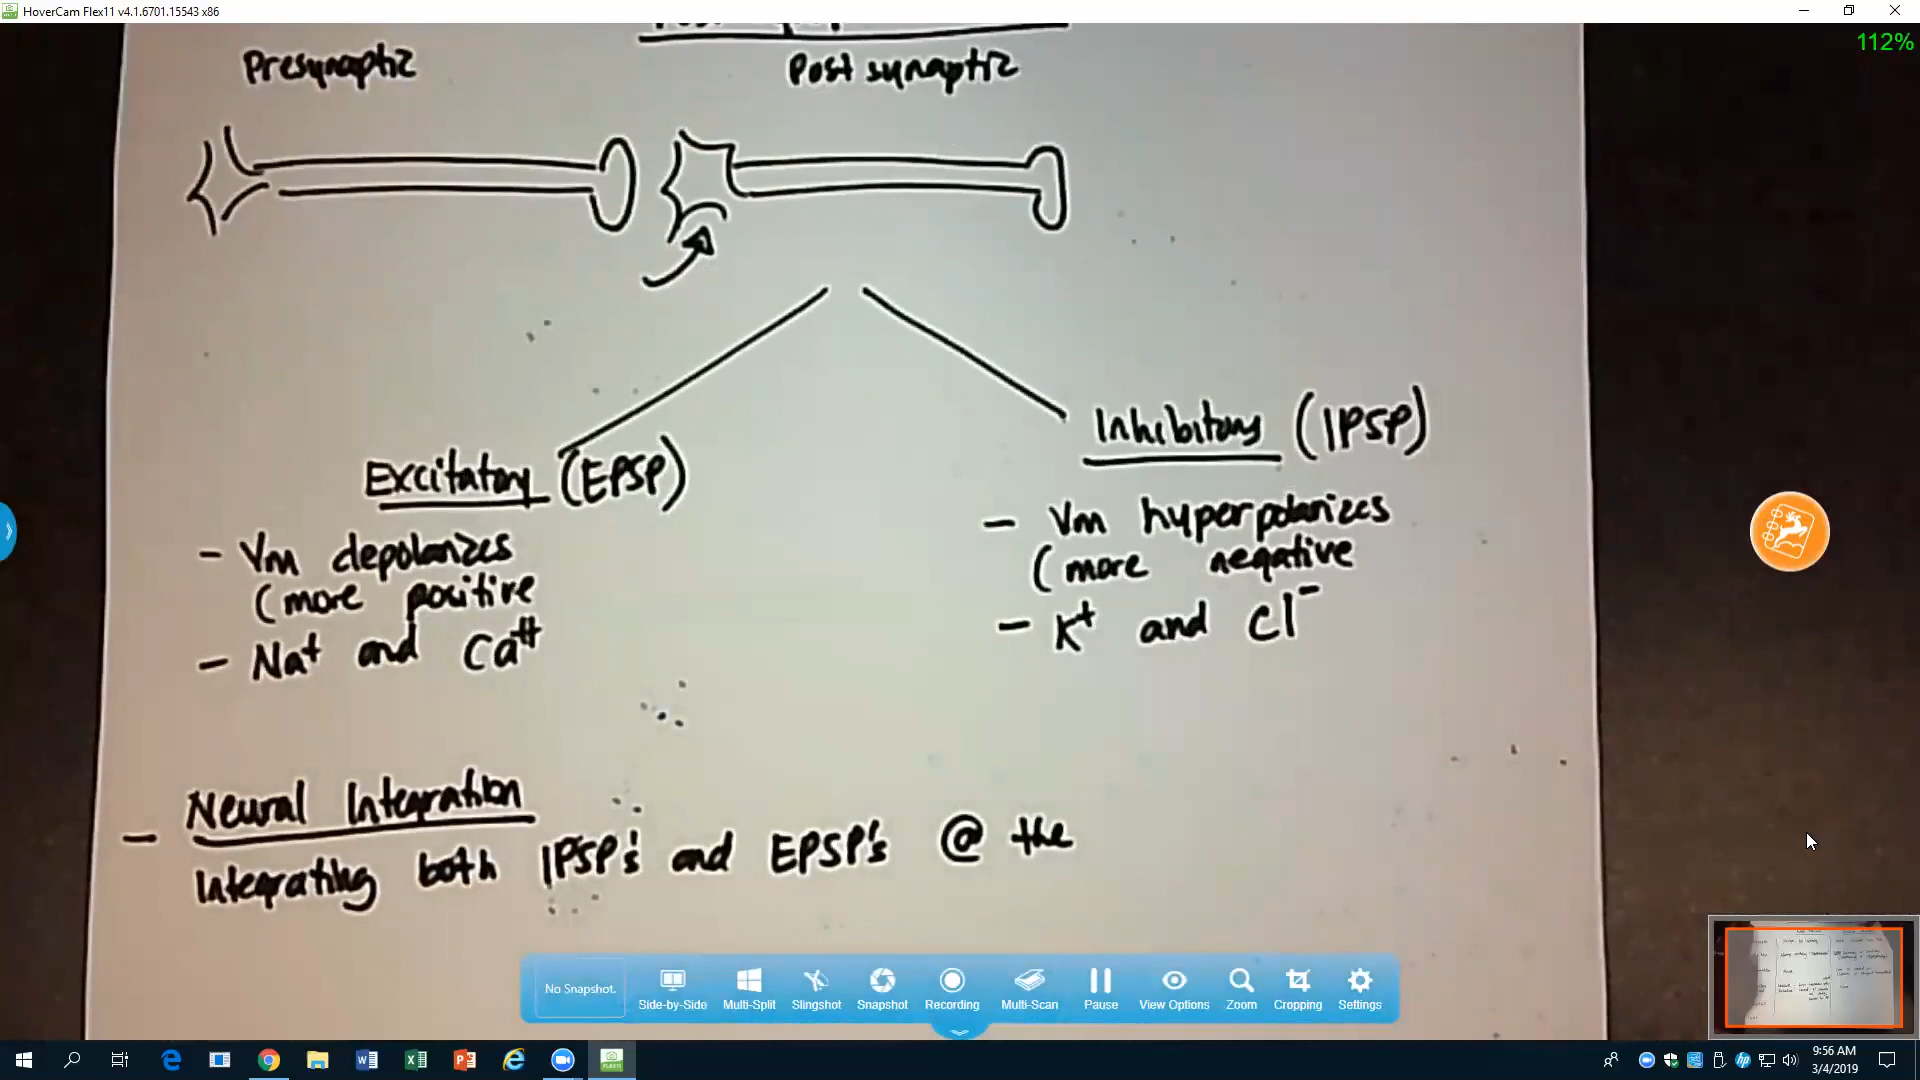 HoverCam Flex11 v4.1.6701.15543 x86
112%
Presynaptic
Post synaptic
Excitatory (EPSP)
Inhibitory (IPSP)
- Vm depolarizes
(more positive
- Na+ and Ca++
- Vm hyperpolarizes
(more negative
- K+ and Cl-
Neural Integration
- Integrating both IPSP's and EPSP's @ the
No Snapshot.
Side-by-Side
Multi-Split
Slingshot
Snapshot
Recording
Multi-Scan
Pause
View Options
Zoom
Cropping
Settings
9:56 AM
3/4/2019